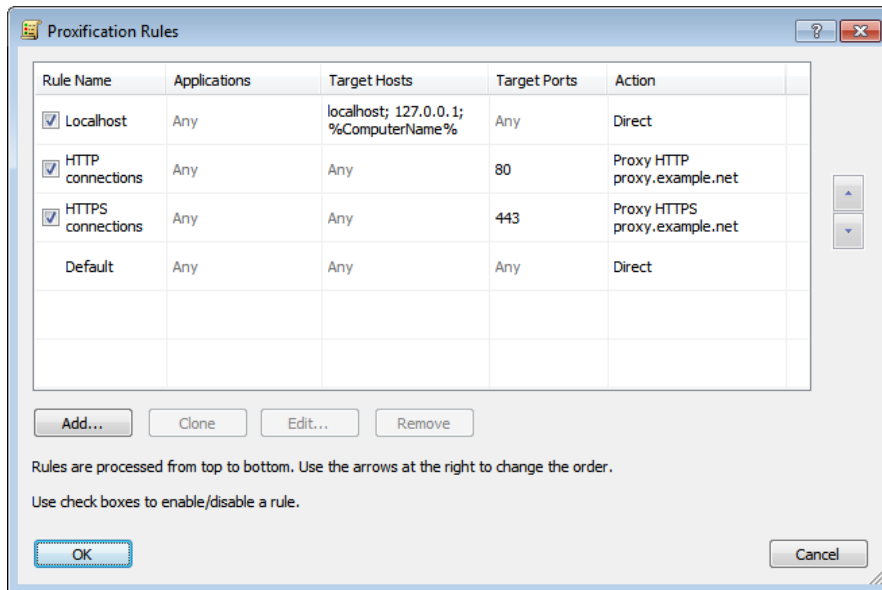 Proxification Rules
Rule Name Applications Target Hosts Target Ports Action
Localhost Any localhost; 127.0.0.1; %ComputerName% Any Direct
HTTP connections Any Any 80 Proxy HTTP proxy.example.net
HTTPS connections Any Any 443 Proxy HTTPS proxy.example.net
Default Any Any Any Direct
Add... Clone Edit... Remove
Rules are processed from top to bottom. Use the arrows at the right to change the order.
Use check boxes to enable/disable a rule.
OK Cancel